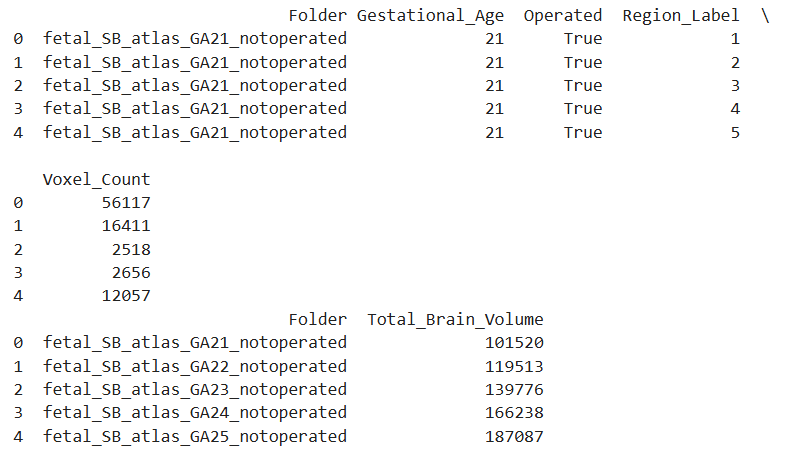 Folder Gestational_Age Operated Region_Label \
0 fetal_SB_atlas_GA21_notoperated 21 True 1
1 fetal_SB_atlas_GA21_notoperated 21 True 2
2 fetal_SB_atlas_GA21_notoperated 21 True 3
3 fetal_SB_atlas_GA21_notoperated 21 True 4
4 fetal_SB_atlas_GA21_notoperated 21 True 5
Voxel_Count
0 56117
1 16411
2 2518
3 2656
4 12057
Folder Total_Brain_Volume
0 fetal_SB_atlas_GA21_notoperated 101520
1 fetal_SB_atlas_GA22_notoperated 119513
2 fetal_SB_atlas_GA23_notoperated 139776
3 fetal_SB_atlas_GA24_notoperated 166238
4 fetal_SB_atlas_GA25_notoperated 187087